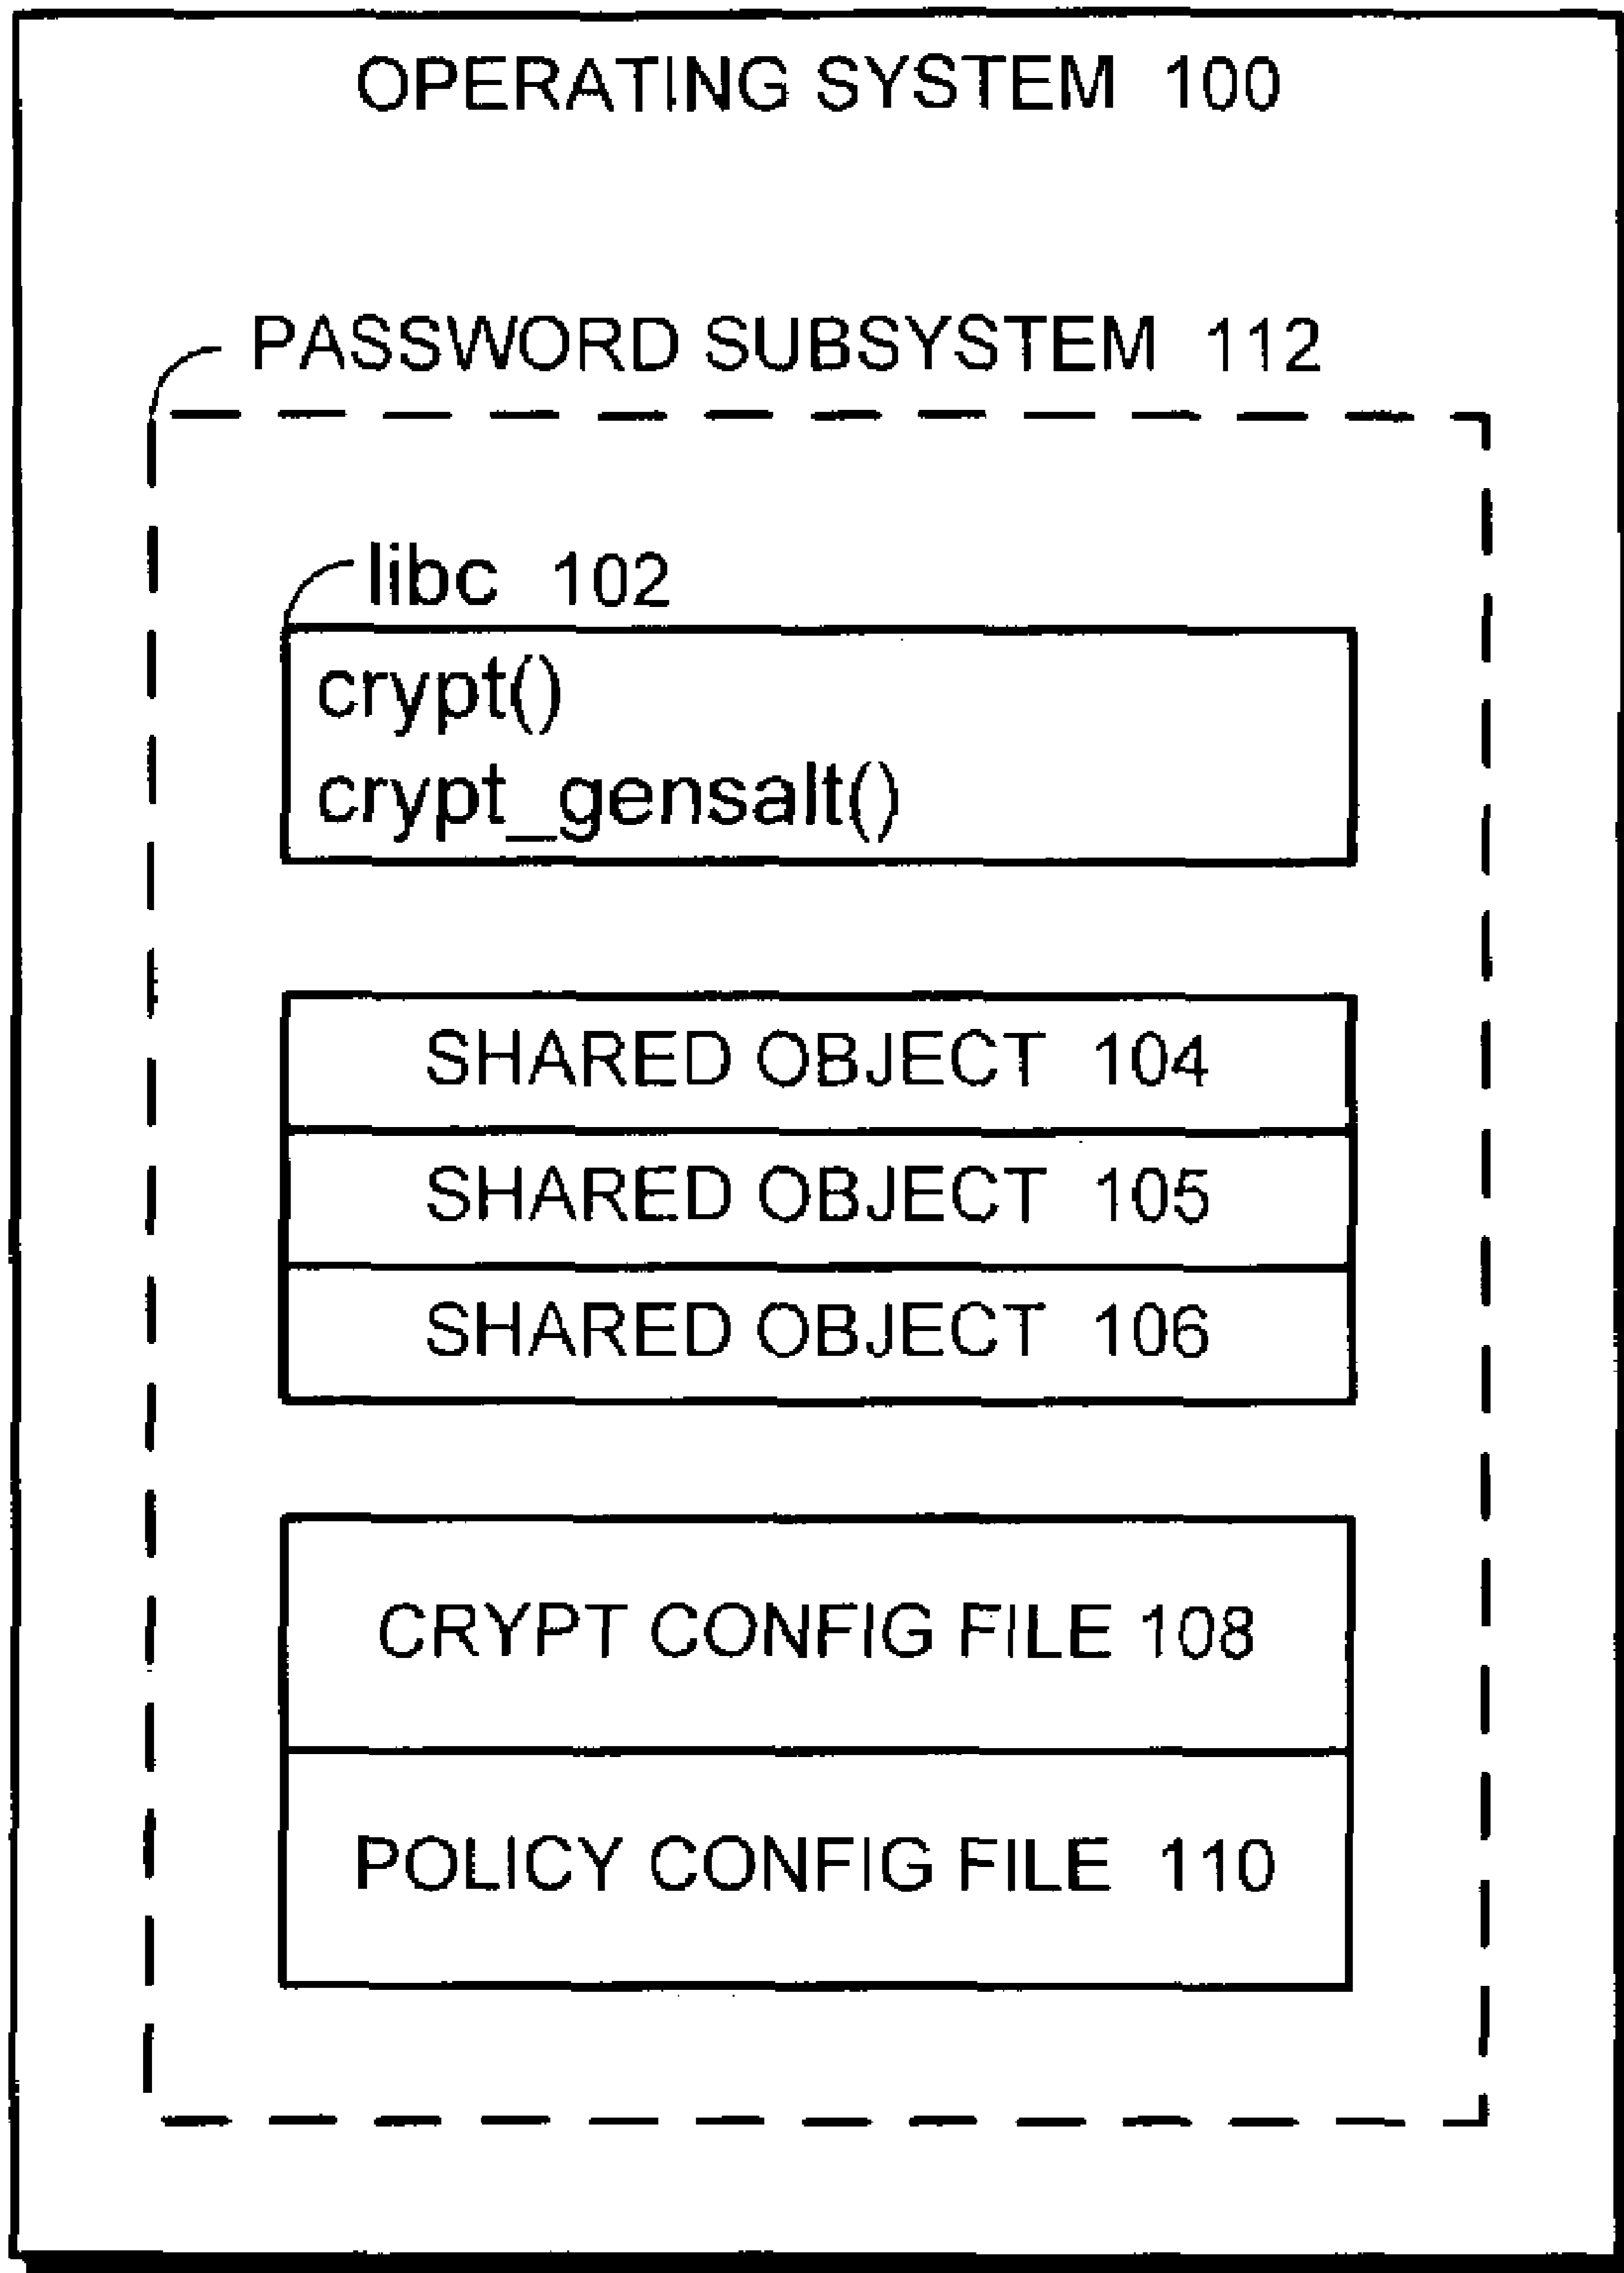 OPERATING SYSTEM 100
PASSWORD SUBSYSTEM 112
libc 102
crypt()
crypt_gensalt()
SHARED OBJECT 104
SHARED OBJECT 105
SHARED OBJECT 106
CRYPT CONFIG FILE 108
POLICY CONFIG FILE 110